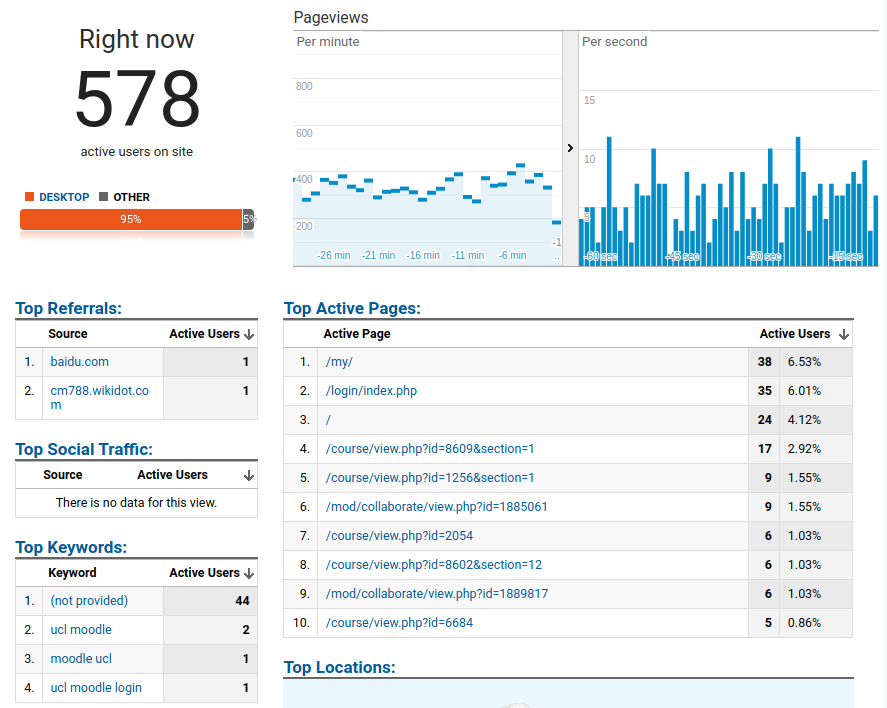 Right now
578
active users on site
DESKTOP OTHER
95% 5%
Pageviews
Per minute
800
600
400
200
-26 min -21 min -16 min -11 min -6 min -1
..
Per second
15
10
5
-60 sec -45 sec -30 sec -15 sec
Top Referrals:
Source Active Users
1. baidu.com 1
2. cm788.wikidot.co 1
m
Top Social Traffic:
Source Active Users
There is no data for this view.
Top Keywords:
Keyword Active Users
1. (not provided) 44
2. ucl moodle 2
3. moodle ucl 1
4. ucl moodle login 1
Top Active Pages:
Active Page Active Users
1. /my/ 38 6.53%
2. /login/index.php 35 6.01%
3. / 24 4.12%
4. /course/view.php?id=8609&section=1 17 2.92%
5. /course/view.php?id=1256&section=1 9 1.55%
6. /mod/collaborate/view.php?id=1885061 9 1.55%
7. /course/view.php?id=2054 6 1.03%
8. /course/view.php?id=8602&section=12 6 1.03%
9. /mod/collaborate/view.php?id=1889817 6 1.03%
10. /course/view.php?id=6684 5 0.86%
Top Locations: